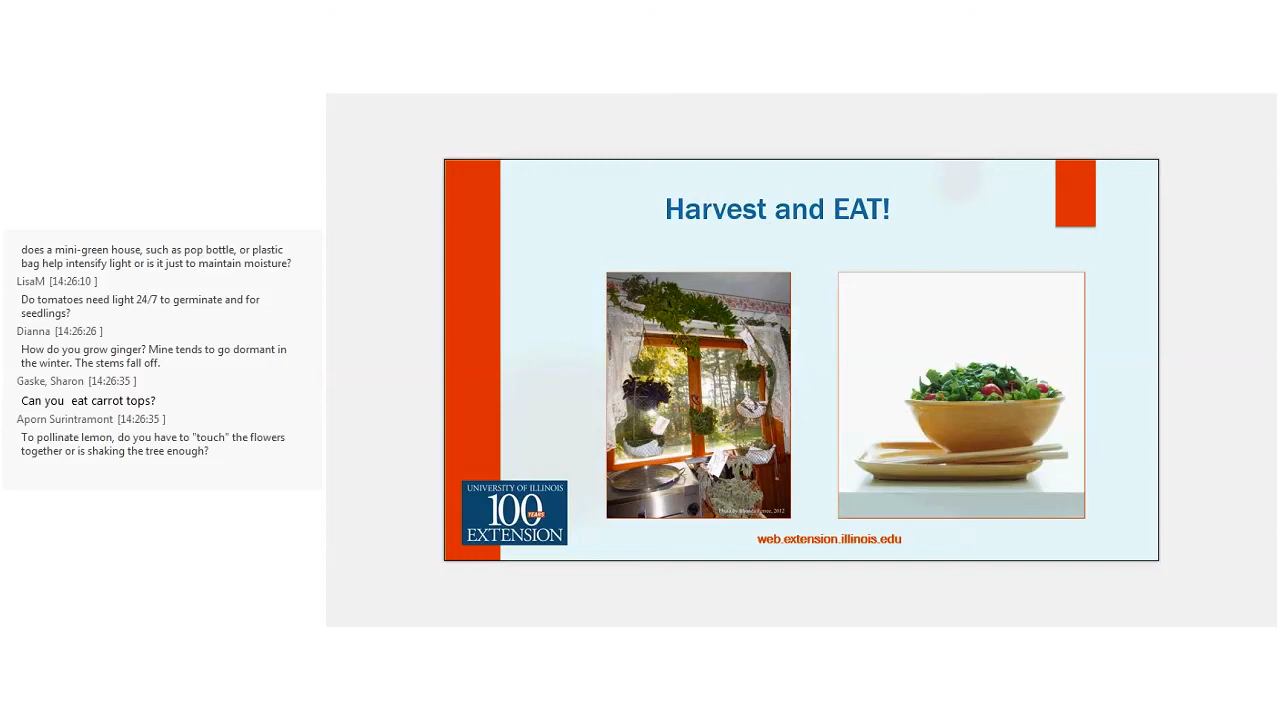 does a mini-green house, such as pop bottle, or plastic
bag help intensify light or is it just to maintain moisture?
LisaM [14:26:10 ]
Do tomatoes need light 24/7 to germinate and for
seedlings?
Dianna [14:26:26 ]
How do you grow ginger? Mine tends to go dormant in
the winter. The stems fall off.
Gaske, Sharon [14:26:35 ]
Can you  eat carrot tops?
Aporn Surintramont [14:26:35 ]
To pollinate lemon, do you have to "touch" the flowers
together or is shaking the tree enough?
Harvest and EAT!
UNIVERSITY OF ILLINOIS
100
YEARS
EXTENSION
web.extension.illinois.edu